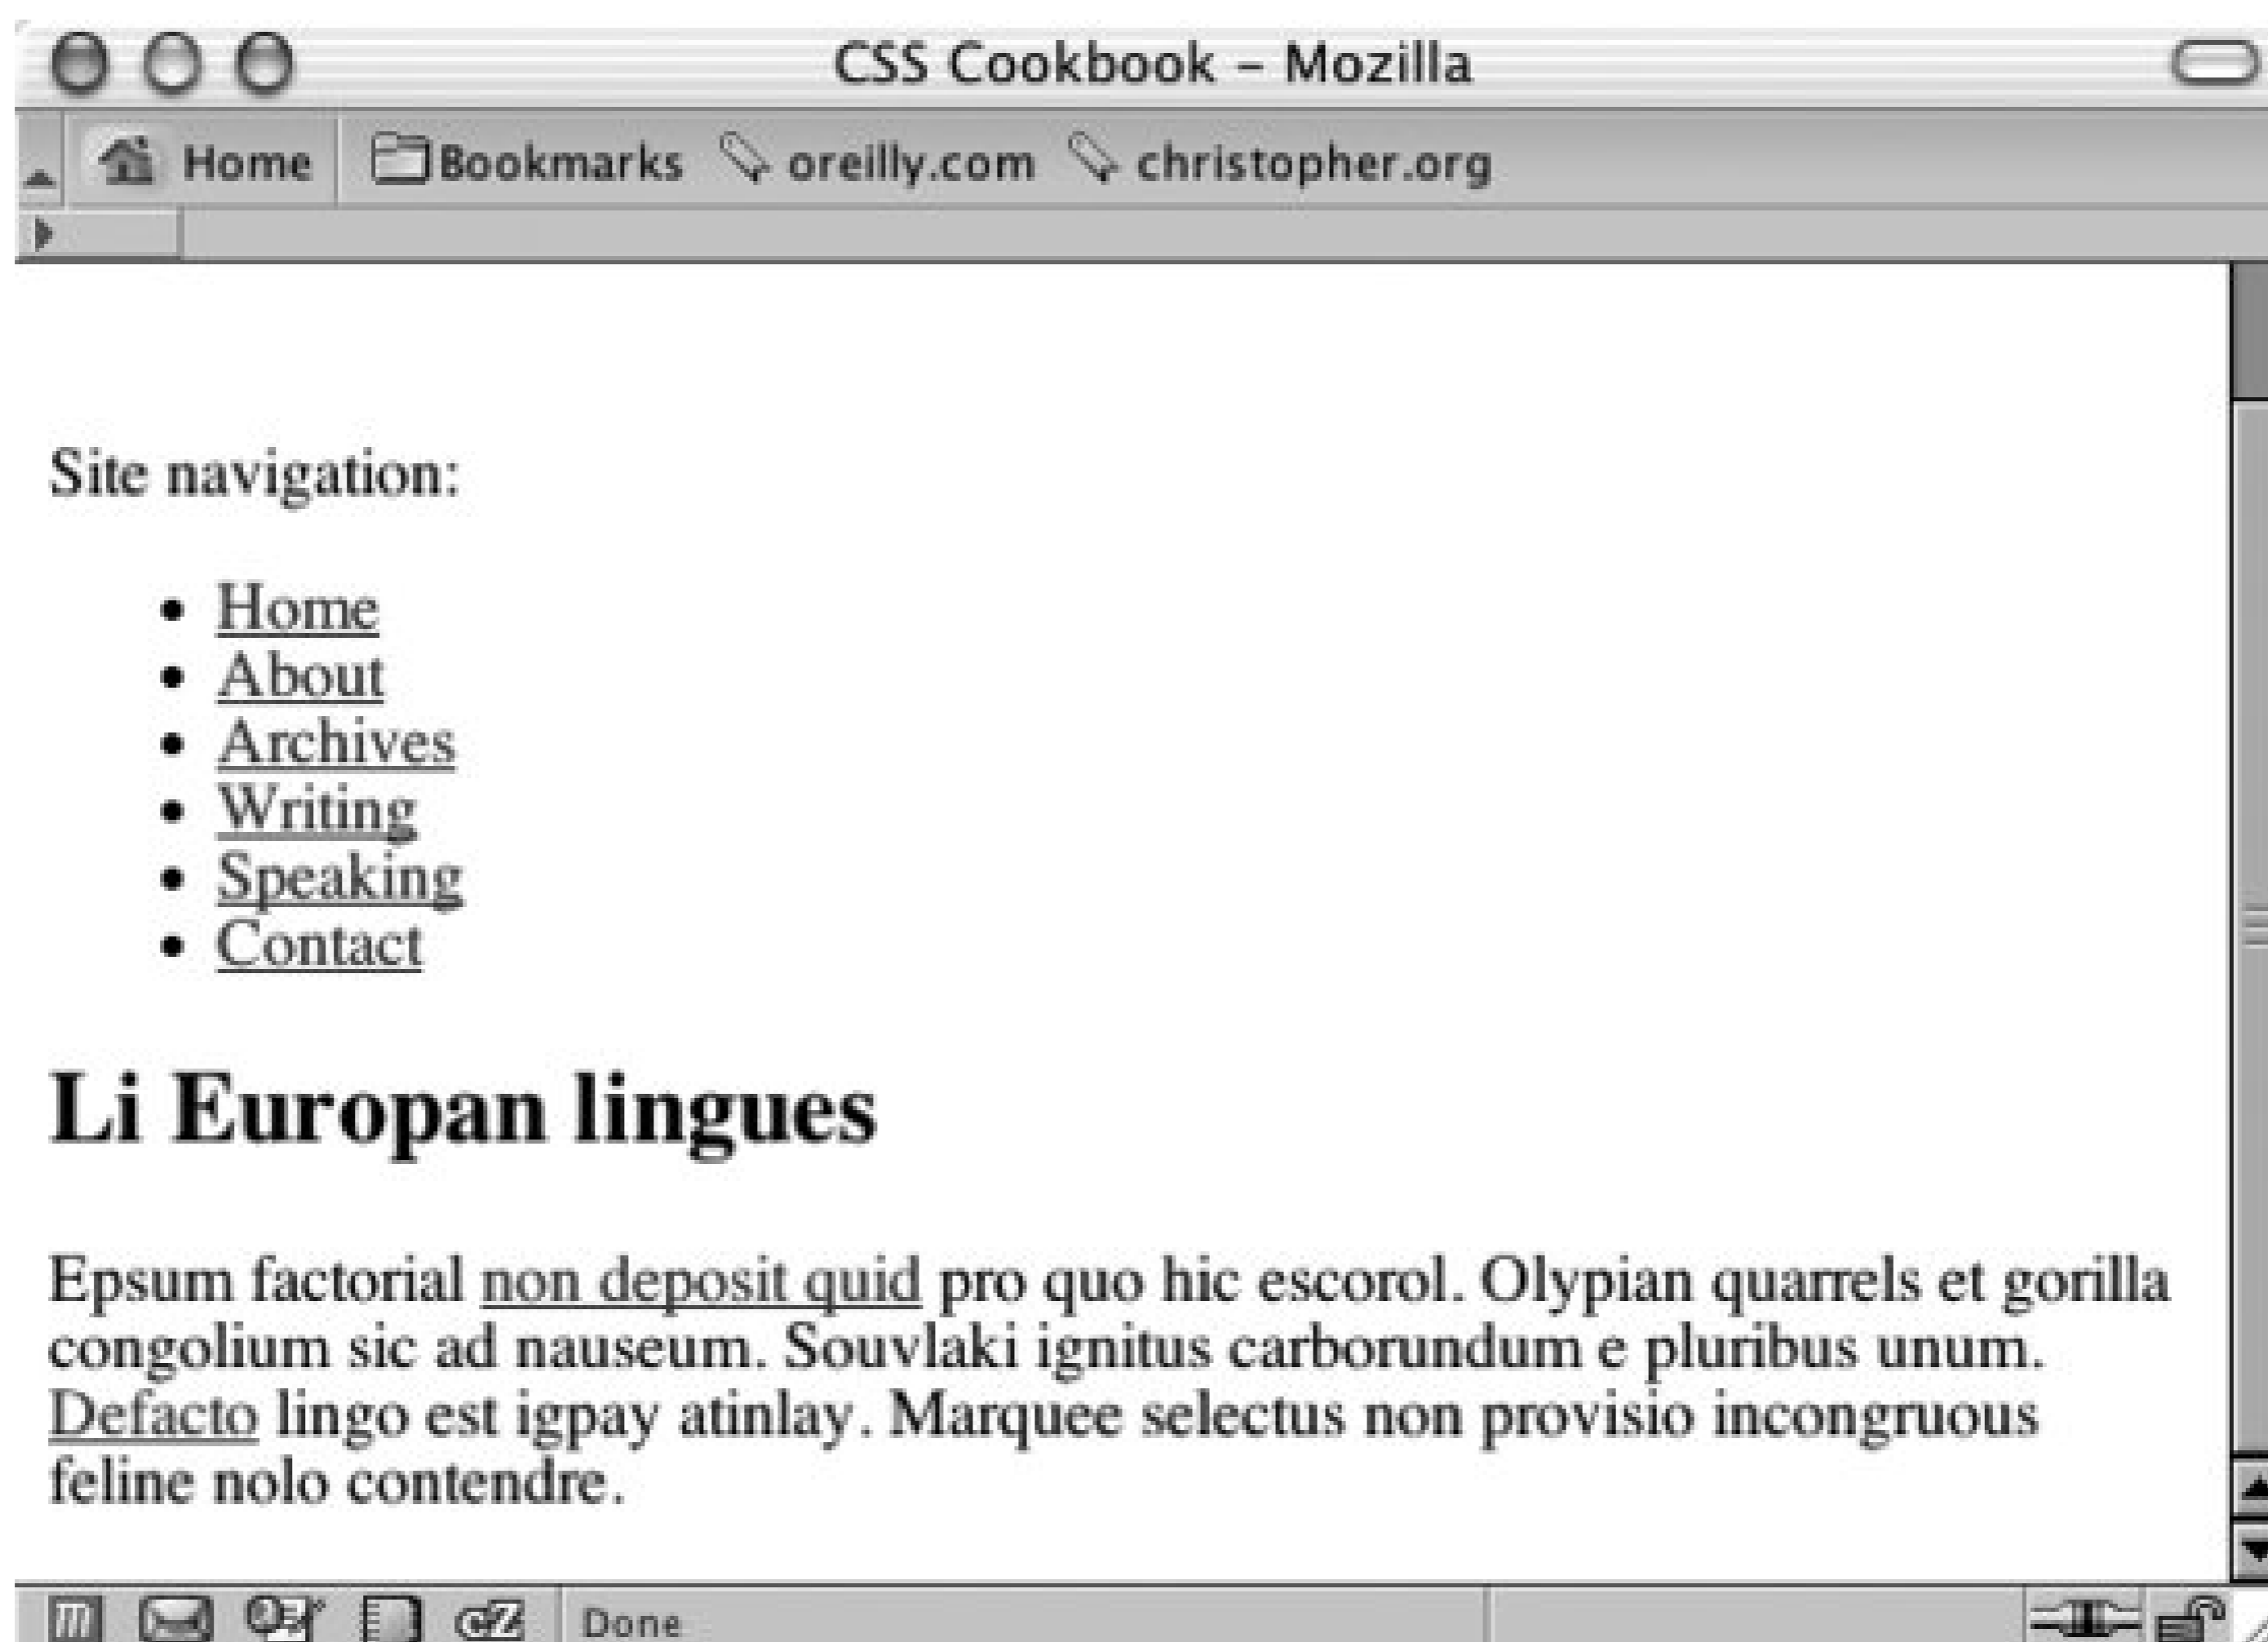 CSS Cookbook – Mozilla
Home Bookmarks oreilly.com christopher.org
Site navigation:
• Home
• About
• Archives
• Writing
• Speaking
• Contact
Li Europan lingues
Epsum factorial non deposit quid pro quo hic escorol. Olypian quarrels et gorilla
congolium sic ad nauseum. Souvlaki ignitus carborundum e pluribus unum.
Defacto lingo est igpay atinlay. Marquee selectus non provisio incongruous
feline nolo contendre.
m cZ Done